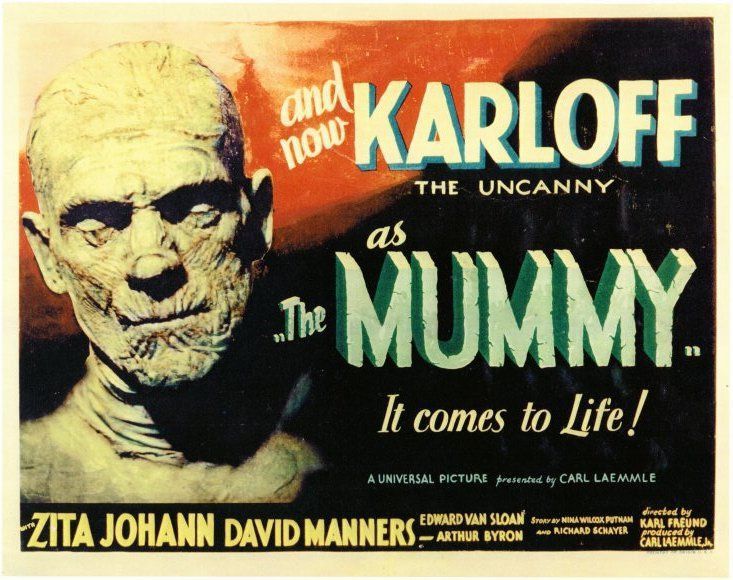 and now KARLOFF
THE UNCANNY
as
„The MUMMY„
It comes to Life!
A UNIVERSAL PICTURE presented by CARL LAEMMLE
WITH ZITA JOHANN DAVID MANNERS
EDWARD VAN SLOAN
— ARTHUR BYRON
STORY BY NINA WILCOX PUTNAM
AND RICHARD SCHAYER
directed by
KARL FREUND
produced by
CARL LAEMMLE, Jr.